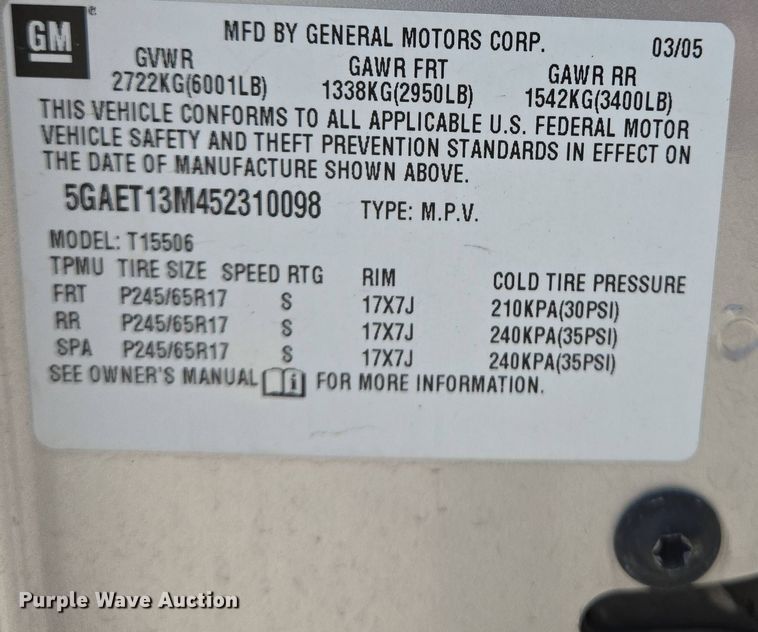 GM
MFD BY GENERAL MOTORS CORP. 03/05
GVWR GAWR FRT GAWR RR
2722KG(6001LB) 1338KG(2950LB) 1542KG(3400LB)
THIS VEHICLE CONFORMS TO ALL APPLICABLE U.S. FEDERAL MOTOR
VEHICLE SAFETY AND THEFT PREVENTION STANDARDS IN EFFECT ON
THE DATE OF MANUFACTURE SHOWN ABOVE.
5GAET13M452310098 TYPE: M.P.V.
MODEL: T15506
TPMU TIRE SIZE SPEED RTG RIM COLD TIRE PRESSURE
FRT P245/65R17 S 17X7J 210KPA(30PSI)
RR P245/65R17 S 17X7J 240KPA(35PSI)
SPA P245/65R17 S 17X7J 240KPA(35PSI)
SEE OWNER'S MANUAL i FOR MORE INFORMATION.
Purple Wave Auction